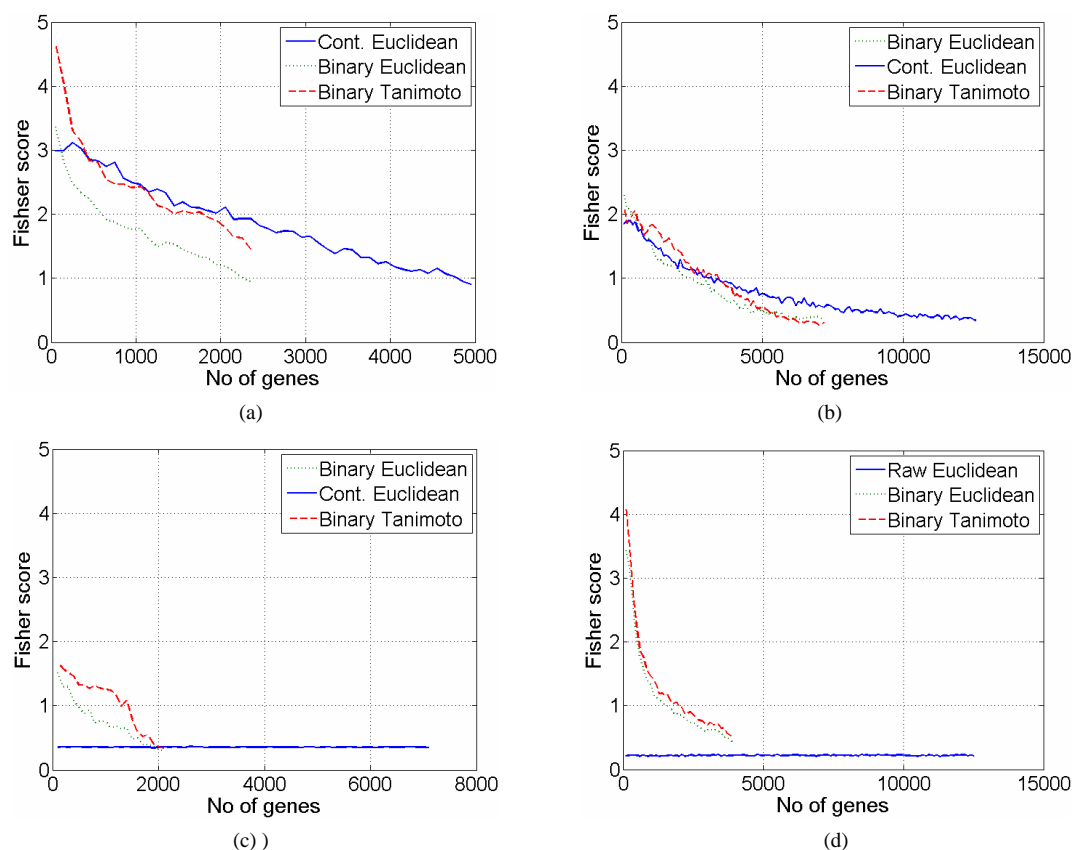 5
4
3
2
1
0
Fishser score
Cont. Euclidean
Binary Euclidean
Binary Tanimoto
0 1000 2000 3000 4000 5000
No of genes
(a)
5
4
3
2
1
0
Fisher score
Binary Euclidean
Cont. Euclidean
Binary Tanimoto
0 5000 10000 15000
No of genes
(b)
5
4
3
2
1
0
Fisher score
Binary Euclidean
Cont. Euclidean
Binary Tanimoto
0 2000 4000 6000 8000
No of genes
(c) )
5
4
3
2
1
0
Fisher score
Raw Euclidean
Binary Euclidean
Binary Tanimoto
0 5000 10000 15000
No of genes
(d)